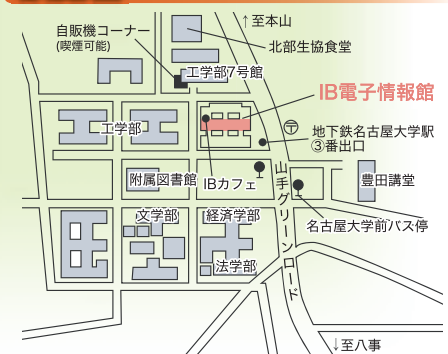 ↑至本山
自販機コーナー
(喫煙可能)
北部生協食堂
工学部7号館
IB電子情報館
〒
工学部
地下鉄名古屋大学駅
③番出口
附属図書館
IBカフェ
山手グリーンロード
豊田講堂
文学部
経済学部
名古屋大学前バス停
法学部
↓至八事